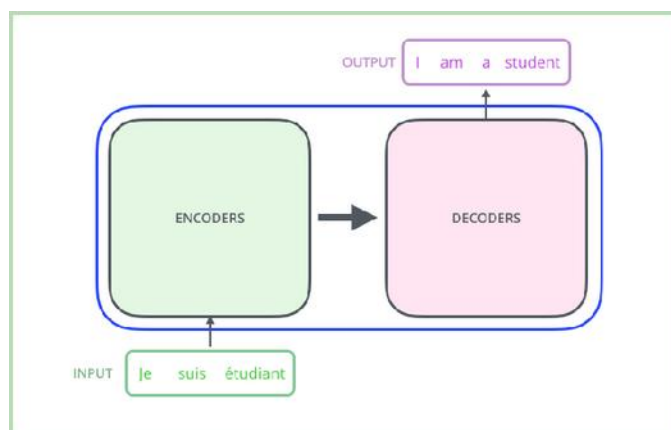 OUTPUT I am a student
ENCODERS DECODERS
INPUT Je suis étudiant